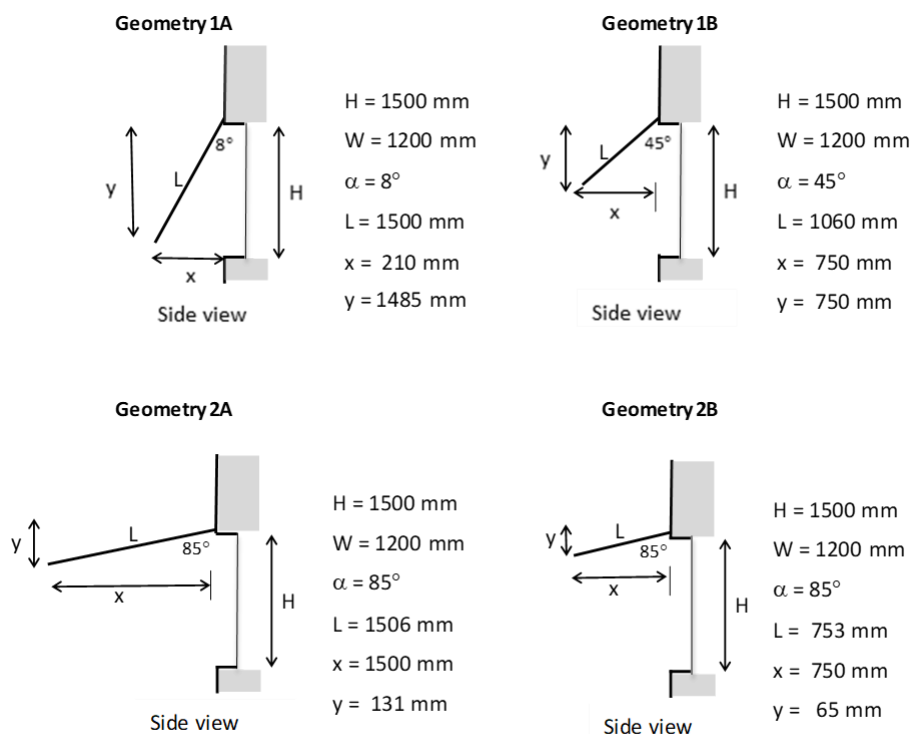 Geometry 1A
8°
L
y
H
x
Side view
H = 1500 mm
W = 1200 mm
α = 8°
L = 1500 mm
x = 210 mm
y = 1485 mm
Geometry 1B
45°
L
y
H
x
Side view
H = 1500 mm
W = 1200 mm
α = 45°
L = 1060 mm
x = 750 mm
y = 750 mm
Geometry 2A
L
y
85°
x
H
Side view
H = 1500 mm
W = 1200 mm
α = 85°
L = 1506 mm
x = 1500 mm
y = 131 mm
Geometry 2B
L
y
85°
x
H
Side view
H = 1500 mm
W = 1200 mm
α = 85°
L = 753 mm
x = 750 mm
y = 65 mm